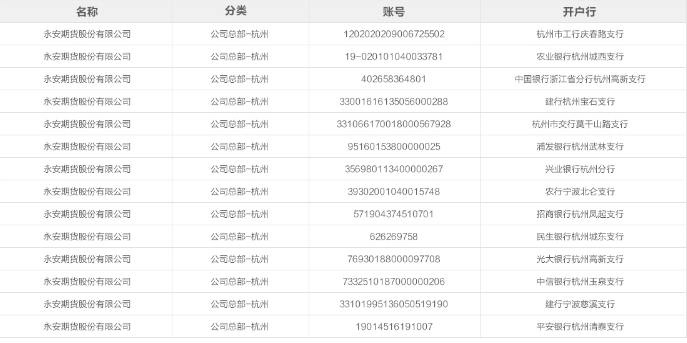 名称 分类 账号 开户行
永安期货股份有限公司 公司总部-杭州 1202020209006725502 杭州市工行庆春路支行
永安期货股份有限公司 公司总部-杭州 19-020101040033781 农业银行杭州城西支行
永安期货股份有限公司 公司总部-杭州 402658364801 中国银行浙江省分行杭州高新支行
永安期货股份有限公司 公司总部-杭州 33001616135056000288 建行杭州宝石支行
永安期货股份有限公司 公司总部-杭州 331066170018000567928 杭州市交行莫干山路支行
永安期货股份有限公司 公司总部-杭州 95160153800000025 浦发银行杭州武林支行
永安期货股份有限公司 公司总部-杭州 356980113400000267 兴业银行杭州分行
永安期货股份有限公司 公司总部-杭州 39302001040015748 农行宁波北仑支行
永安期货股份有限公司 公司总部-杭州 571904374510701 招商银行杭州凤起支行
永安期货股份有限公司 公司总部-杭州 626269758 民生银行杭州城东支行
永安期货股份有限公司 公司总部-杭州 76930188000097708 光大银行杭州高新支行
永安期货股份有限公司 公司总部-杭州 7332510187000000206 中信银行杭州玉泉支行
永安期货股份有限公司 公司总部-杭州 33101995136050519190 建行宁波慈溪支行
永安期货股份有限公司 公司总部-杭州 19014516191007 平安银行杭州清泰支行